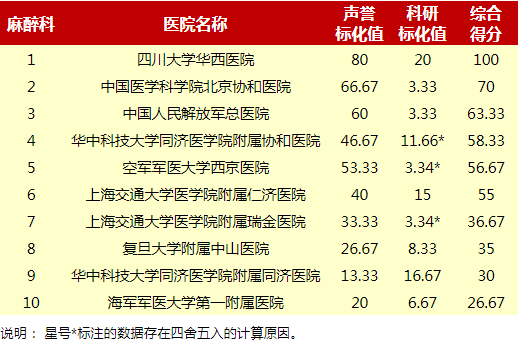 麻醉科 医院名称 声誉标化值 科研标化值 综合得分
1 四川大学华西医院 80 20 100
2 中国医学科学院北京协和医院 66.67 3.33 70
3 中国人民解放军总医院 60 3.33 63.33
4 华中科技大学同济医学院附属协和医院 46.67 11.66* 58.33
5 空军军医大学西京医院 53.33 3.34* 56.67
6 上海交通大学医学院附属仁济医院 40 15 55
7 上海交通大学医学院附属瑞金医院 33.33 3.34* 36.67
8 复旦大学附属中山医院 26.67 8.33 35
9 华中科技大学同济医学院附属同济医院 13.33 16.67 30
10 海军军医大学第一附属医院 20 6.67 26.67
说明： 星号*标注的数据存在四舍五入的计算原因。